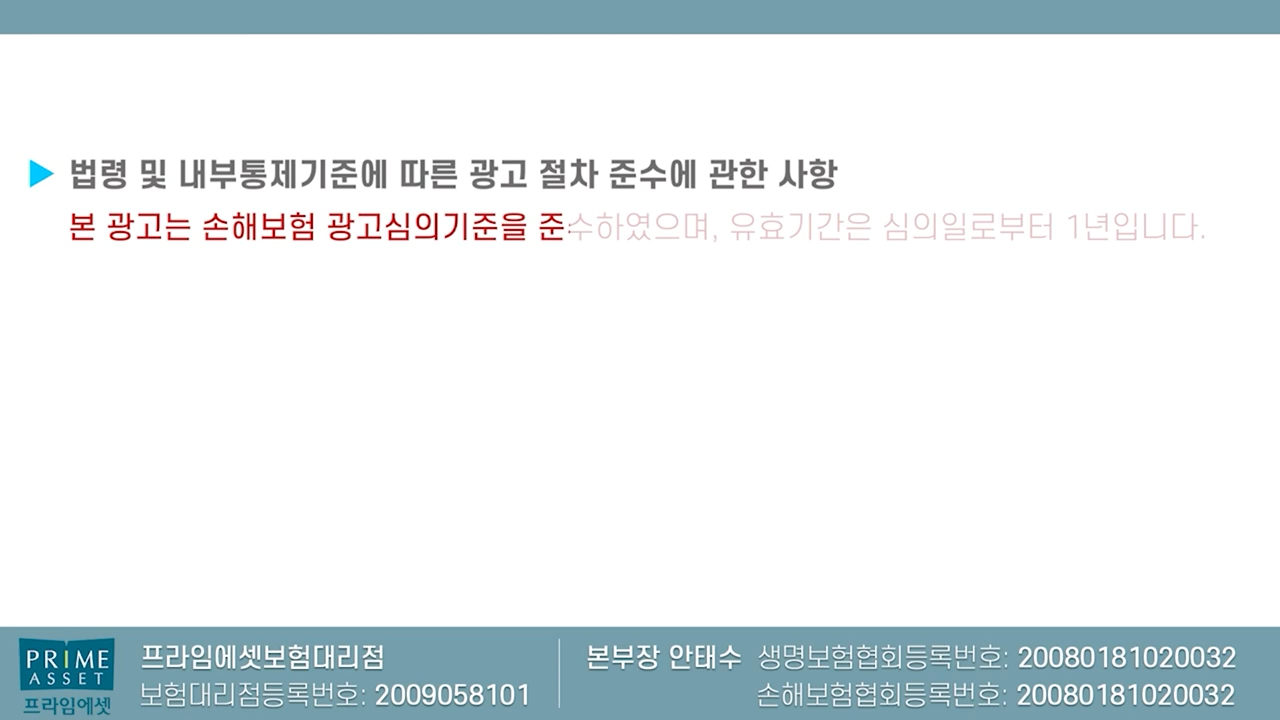 ▶ 법령 및 내부통제기준에 따른 광고 절차 준수에 관한 사항
본 광고는 손해보험 광고심의기준을 준수하였으며, 유효기간은 심의일로부터 1년입니다.
PRIME
ASSET
프라임에셋
프라임에셋보험대리점
보험대리점등록번호: 2009058101
본부장 안태수 생명보험협회등록번호: 20080181020032
손해보험협회등록번호: 20080181020032